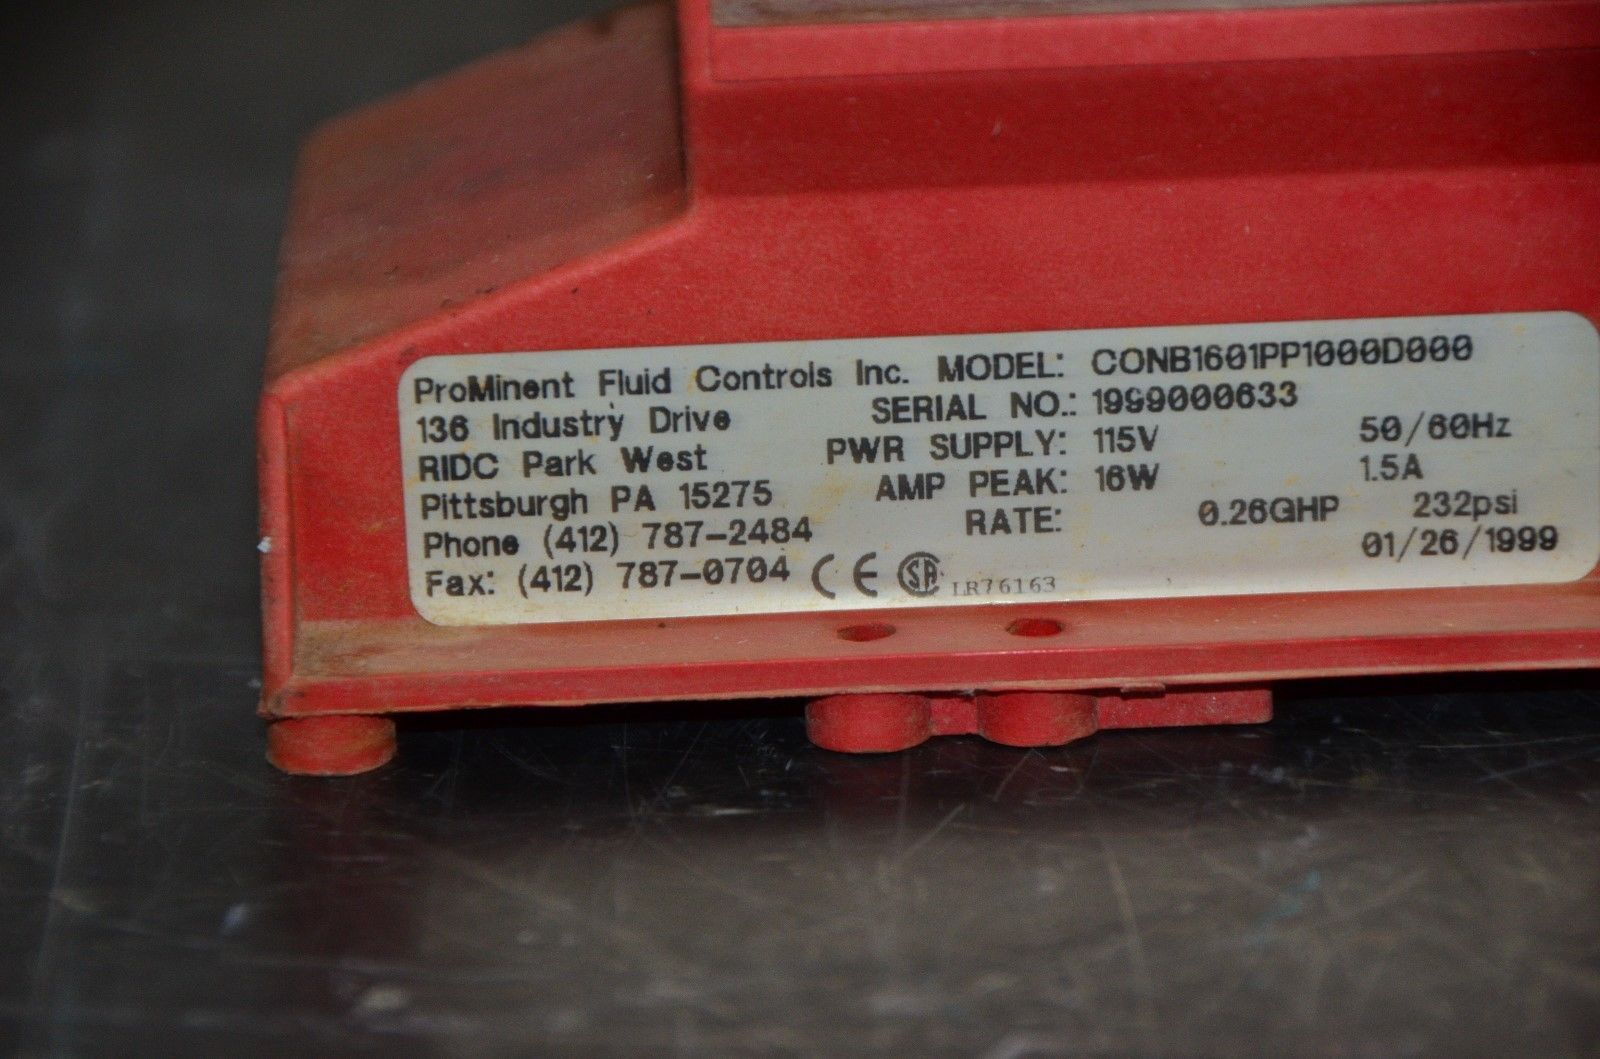 ProMinent Fluid Controls Inc. MODEL: CONB1601PP1000D000
136 Industry Drive SERIAL NO.: 1999000633
RIDC Park West PWR SUPPLY: 115V 50/60Hz
Pittsburgh PA 15275 AMP PEAK: 16W 1.5A
Phone (412) 787-2484 RATE: 0.26GHP 232psi
Fax: (412) 787-0704 CE SA LR76163 01/26/1999